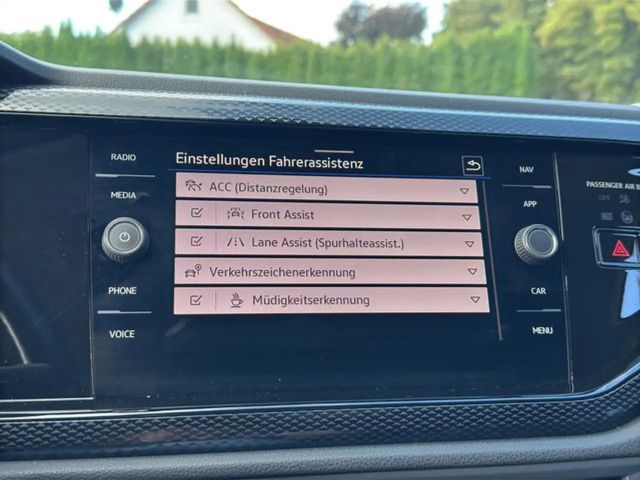 RADIO
MEDIA
PHONE
VOICE
Einstellungen Fahrerassistenz
ACC (Distanzregelung)
Front Assist
Lane Assist (Spurhalteassist.)
Verkehrszeichenerkennung
Müdigkeitserkennung
NAV
APP
CAR
MENU
PASSENGER AIR B
OFF